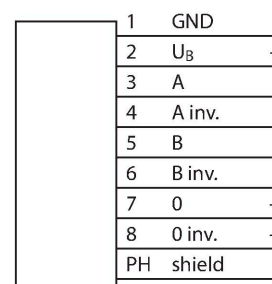 1 GND
2 U_B
3 A
4 A inv.
5 B
6 B inv.
7 0
8 0 inv.
PH shield